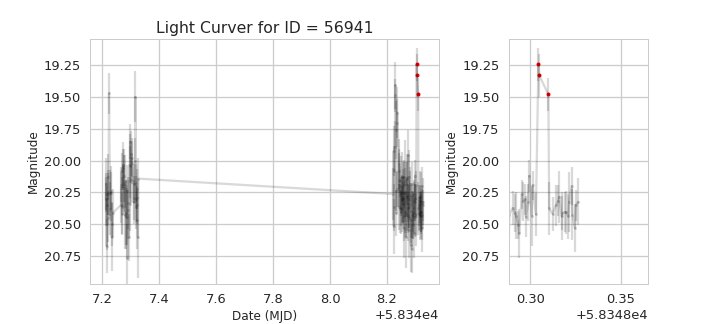 Light Curver for ID = 56941
Magnitude
19.25
19.50
19.75
20.00
20.25
20.50
20.75
7.2 7.4 7.6 7.8 8.0 8.2
Date (MJD)
+5.834e4
Magnitude
19.25
19.50
19.75
20.00
20.25
20.50
20.75
0.30 0.35
+5.8348e4